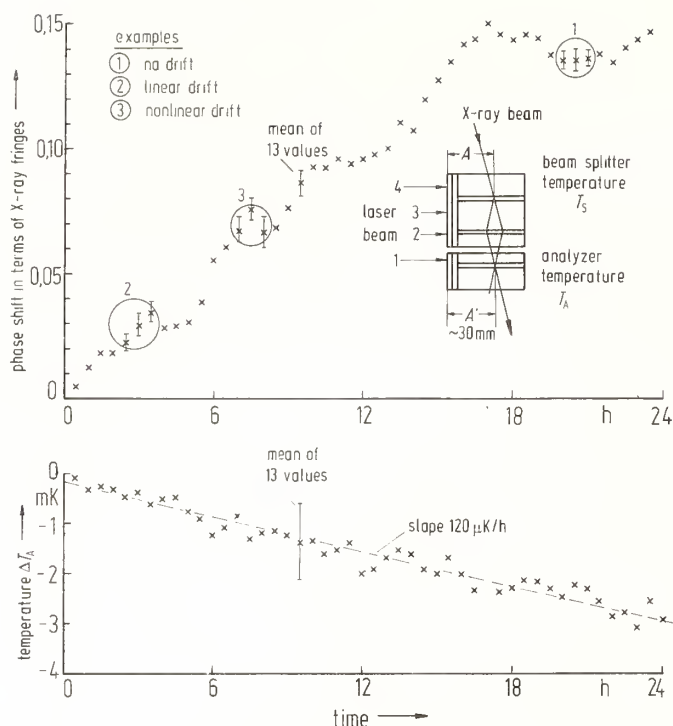 phase shift in terms of X-ray fringes
0,15
0,10
0,05
0
examples
1 no drift
2 linear drift
3 nonlinear drift
1
mean of
13 values
3
2
X-ray beam
A
4
laser 3
beam 2
1
beam splitter
temperature
T_S
analyzer
temperature
T_A
A'
~30mm
0 6 12 18 h 24
temperature ΔT_A
0
mK
-1
-2
-3
-4
mean of
13 values
slope 120 μK/h
0 6 12 18 h 24
time